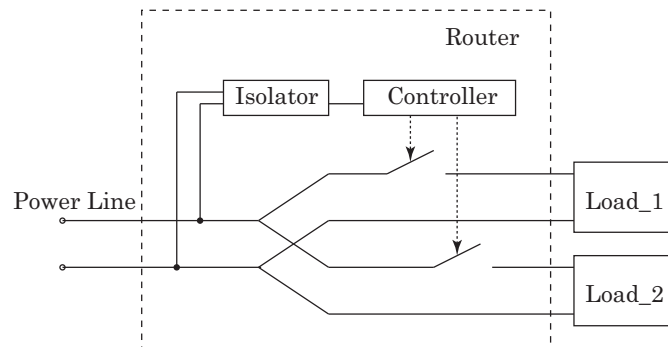 Router
Isolator
Controller
Power Line
Load_1
Load_2